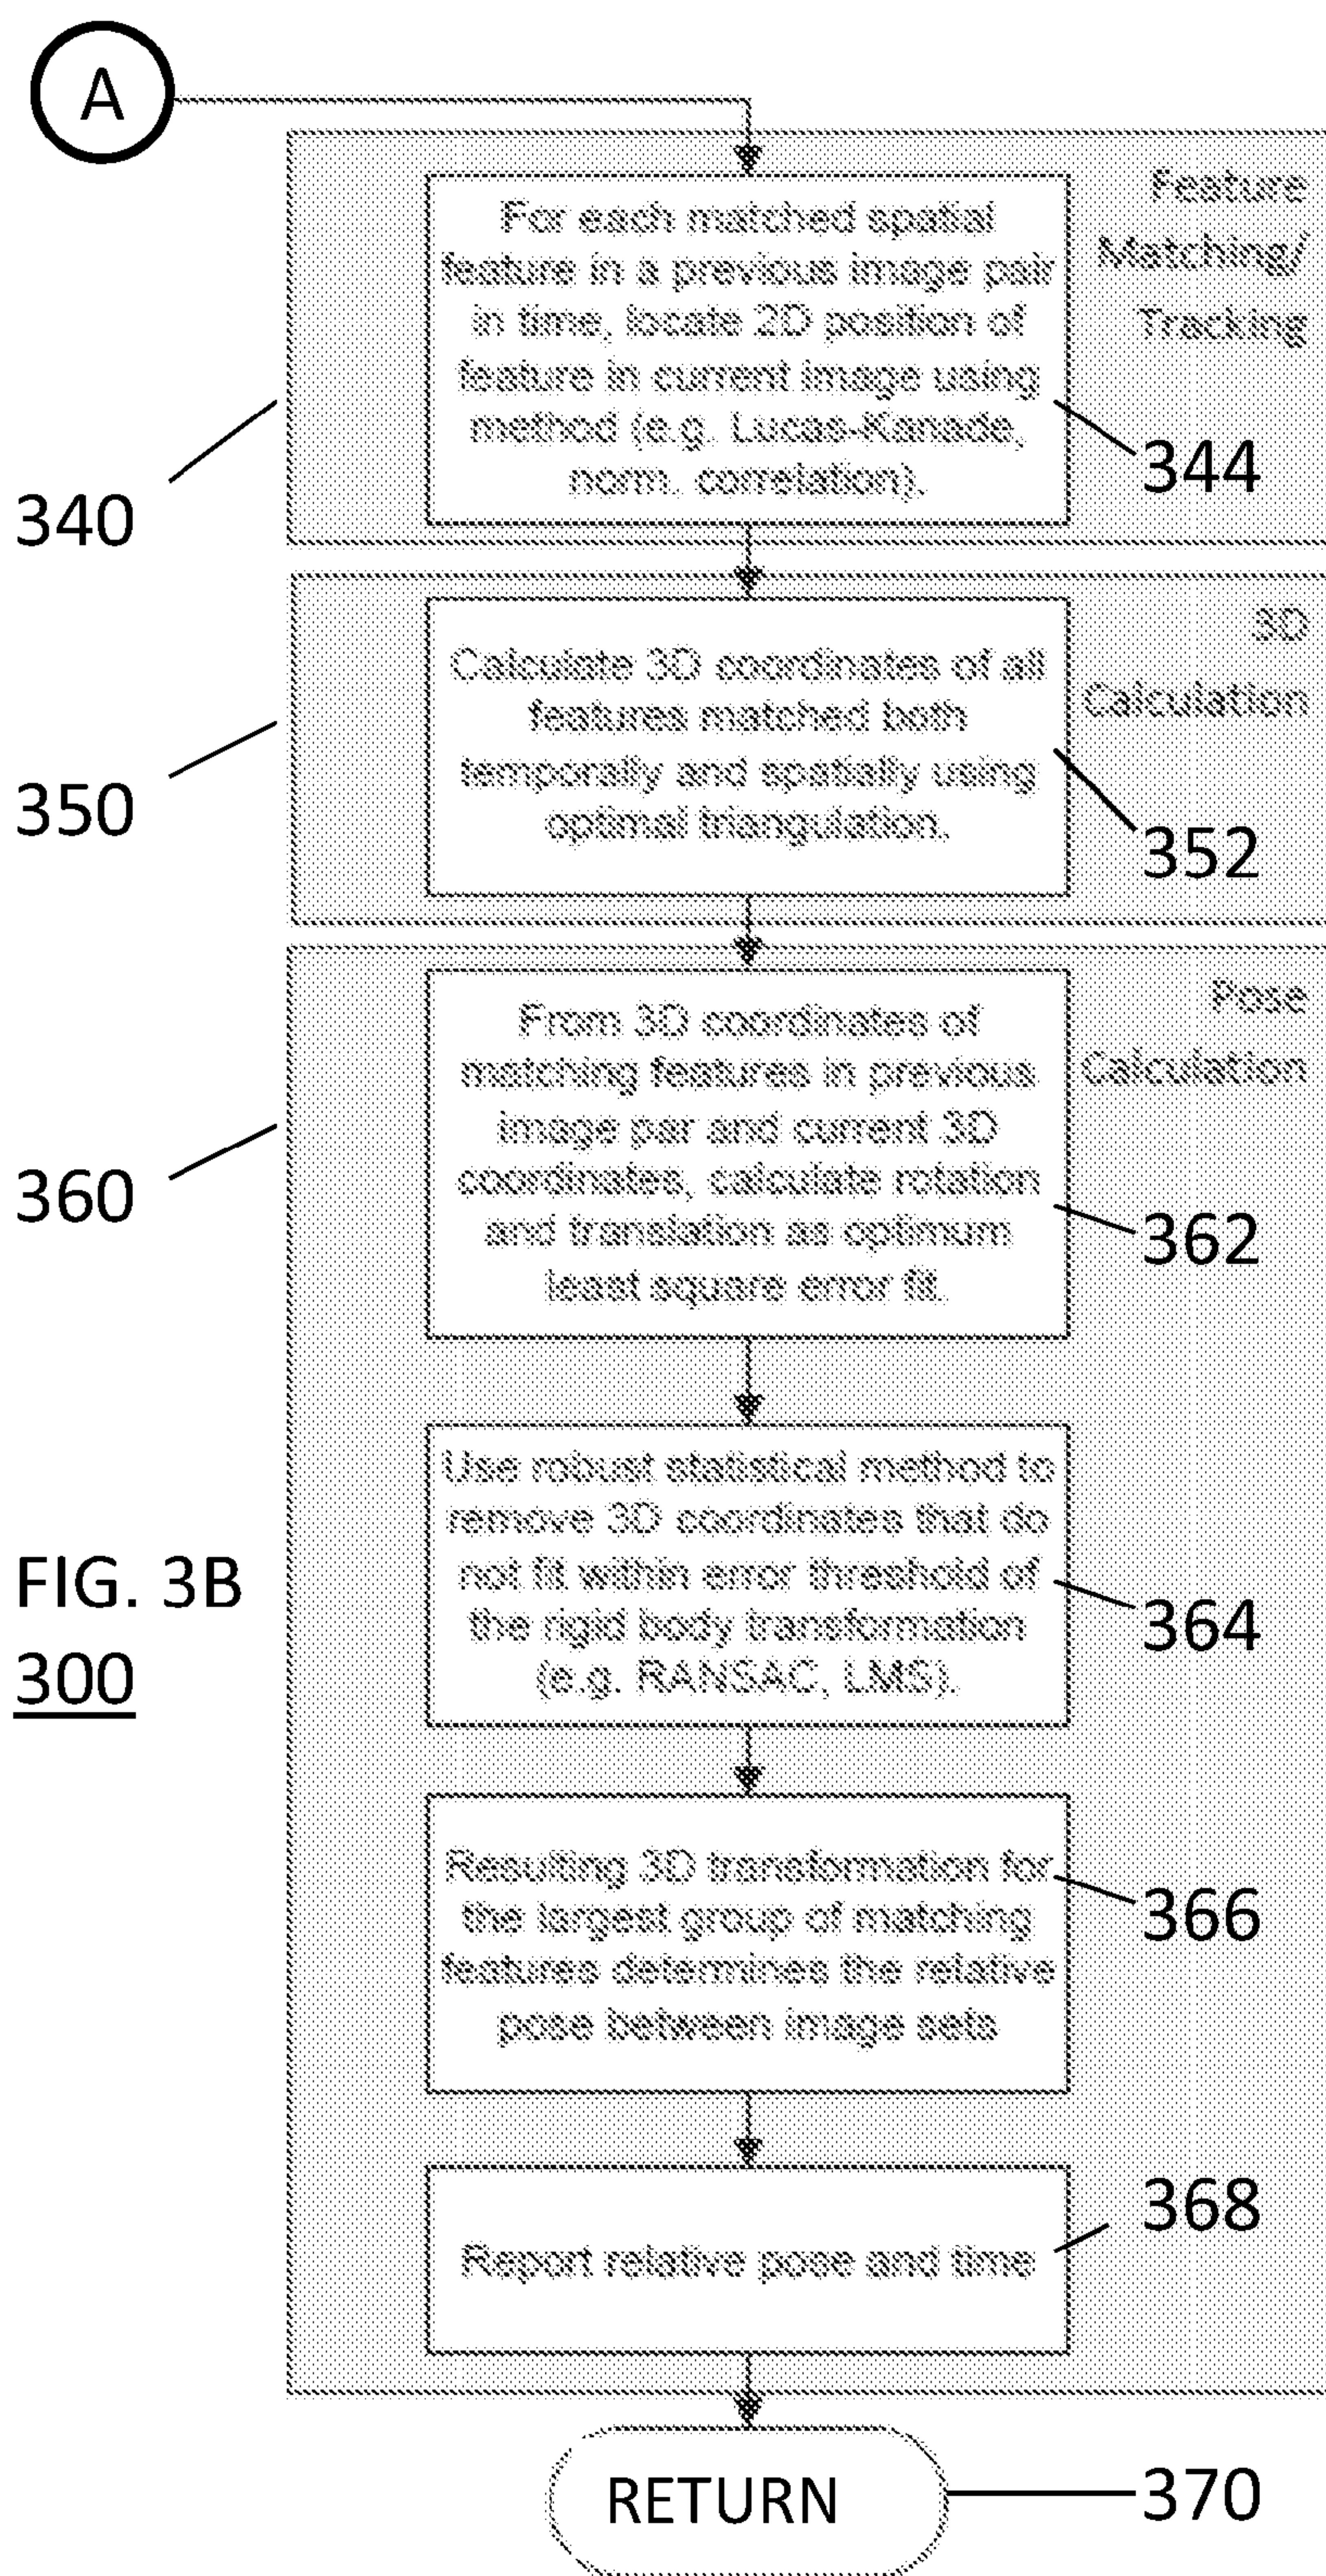 A
Feature
Matching/
Tracking
For each matched spatial
feature in a previous image pair
in time, locate 2D position of
feature in current image using
method (e.g. Lucas-Kanade,
norm. correlation).
340
344
3D
Calculation
Calculate 3D coordinates of all
features matched both
temporally and spatially using
optimal triangulation.
350
352
Pose
Calculation
From 3D coordinates of
matching features in previous
image pair and current 3D
coordinates, calculate rotation
and translation as optimum
least square error fit.
360
362
Use robust statistical method to
remove 3D coordinates that do
not fit within error threshold of
the rigid body transformation
(e.g. RANSAC, LMS).
364
FIG. 3B
300
Resulting 3D transformation for
the largest group of matching
features determines the relative
pose between image sets
366
Report relative pose and time
368
RETURN
370